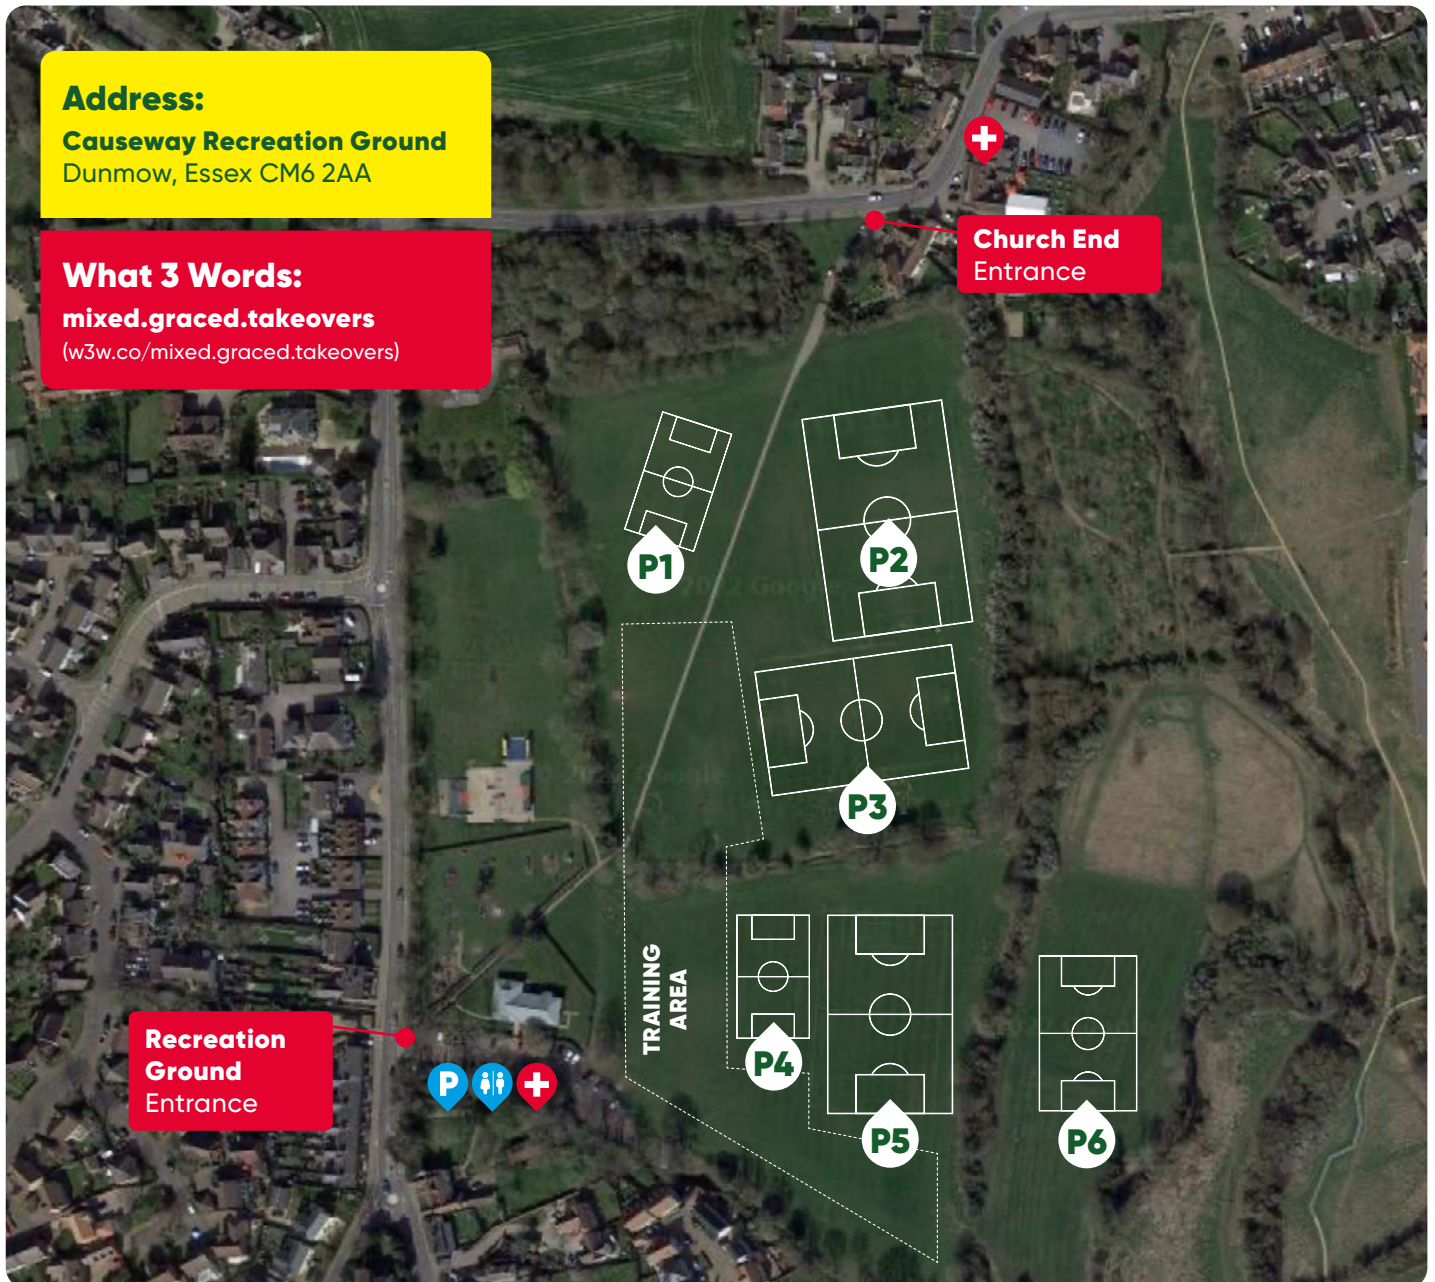 Address:
Causeway Recreation Ground
Dunmow, Essex CM6 2AA
What 3 Words:
mixed.graced.takeovers
(w3w.co/mixed.graced.takeovers)
Church End
Entrance
P1
P2
P3
TRAINING
AREA
P4
P5
P6
Recreation
Ground
Entrance
P